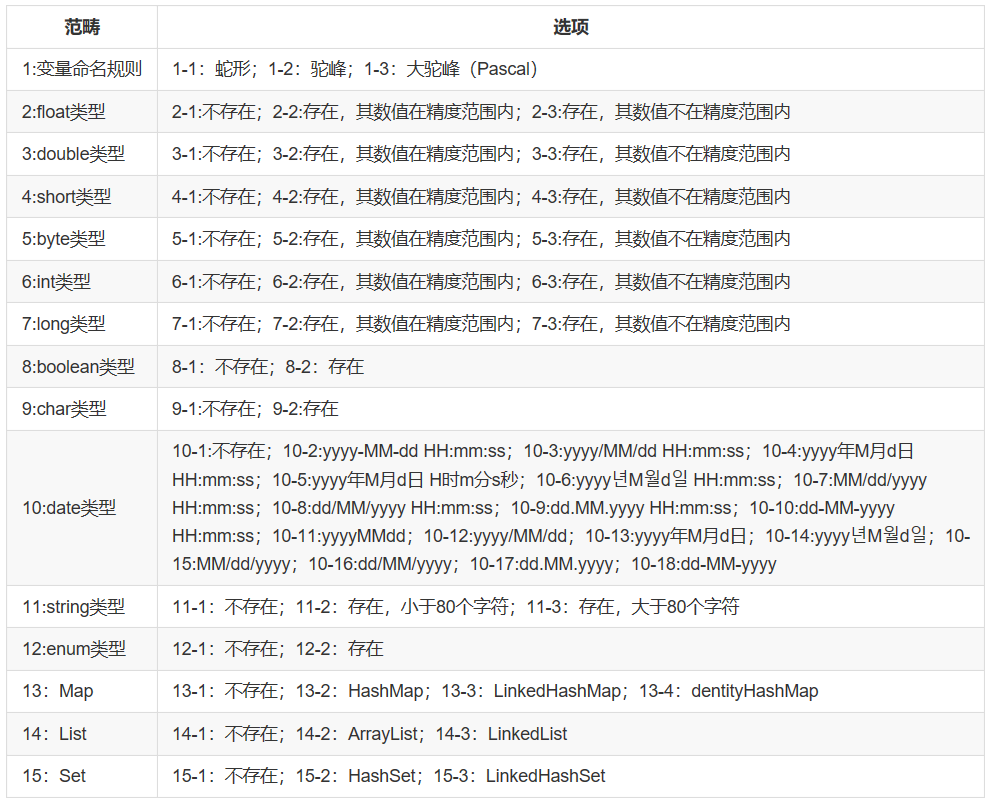 范畴 选项
1:变量命名规则 1-1：蛇形；1-2：驼峰；1-3：大驼峰（Pascal）
2:float类型 2-1:不存在；2-2:存在，其数值在精度范围内；2-3:存在，其数值不在精度范围内
3:double类型 3-1:不存在；3-2:存在，其数值在精度范围内；3-3:存在，其数值不在精度范围内
4:short类型 4-1:不存在；4-2:存在，其数值在精度范围内；4-3:存在，其数值不在精度范围内
5:byte类型 5-1:不存在；5-2:存在，其数值在精度范围内；5-3:存在，其数值不在精度范围内
6:int类型 6-1:不存在；6-2:存在，其数值在精度范围内；6-3:存在，其数值不在精度范围内
7:long类型 7-1:不存在；7-2:存在，其数值在精度范围内；7-3:存在，其数值不在精度范围内
8:boolean类型 8-1：不存在；8-2：存在
9:char类型 9-1:不存在；9-2:存在
10:date类型
10-1:不存在；10-2:yyyy-MM-dd HH:mm:ss；10-3:yyyy/MM/dd HH:mm:ss；10-4:yyyy年M月d日
HH:mm:ss；10-5:yyyy年M月d日 H时m分s秒；10-6:yyyy년M월d일 HH:mm:ss；10-7:MM/dd/yyyy
HH:mm:ss；10-8:dd/MM/yyyy HH:mm:ss；10-9:dd.MM.yyyy HH:mm:ss；10-10:dd-MM-yyyy
HH:mm:ss；10-11:yyyyMMdd；10-12:yyyy/MM/dd；10-13:yyyy年M月d日；10-14:yyyy년M월d일；10-
15:MM/dd/yyyy；10-16:dd/MM/yyyy；10-17:dd.MM.yyyy；10-18:dd-MM-yyyy
11:string类型 11-1：不存在；11-2：存在，小于80个字符；11-3：存在，大于80个字符
12:enum类型 12-1：不存在；12-2：存在
13：Map 13-1：不存在；13-2：HashMap；13-3：LinkedHashMap；13-4：dentityHashMap
14：List 14-1：不存在；14-2：ArrayList；14-3：LinkedList
15：Set 15-1：不存在；15-2：HashSet；15-3：LinkedHashSet